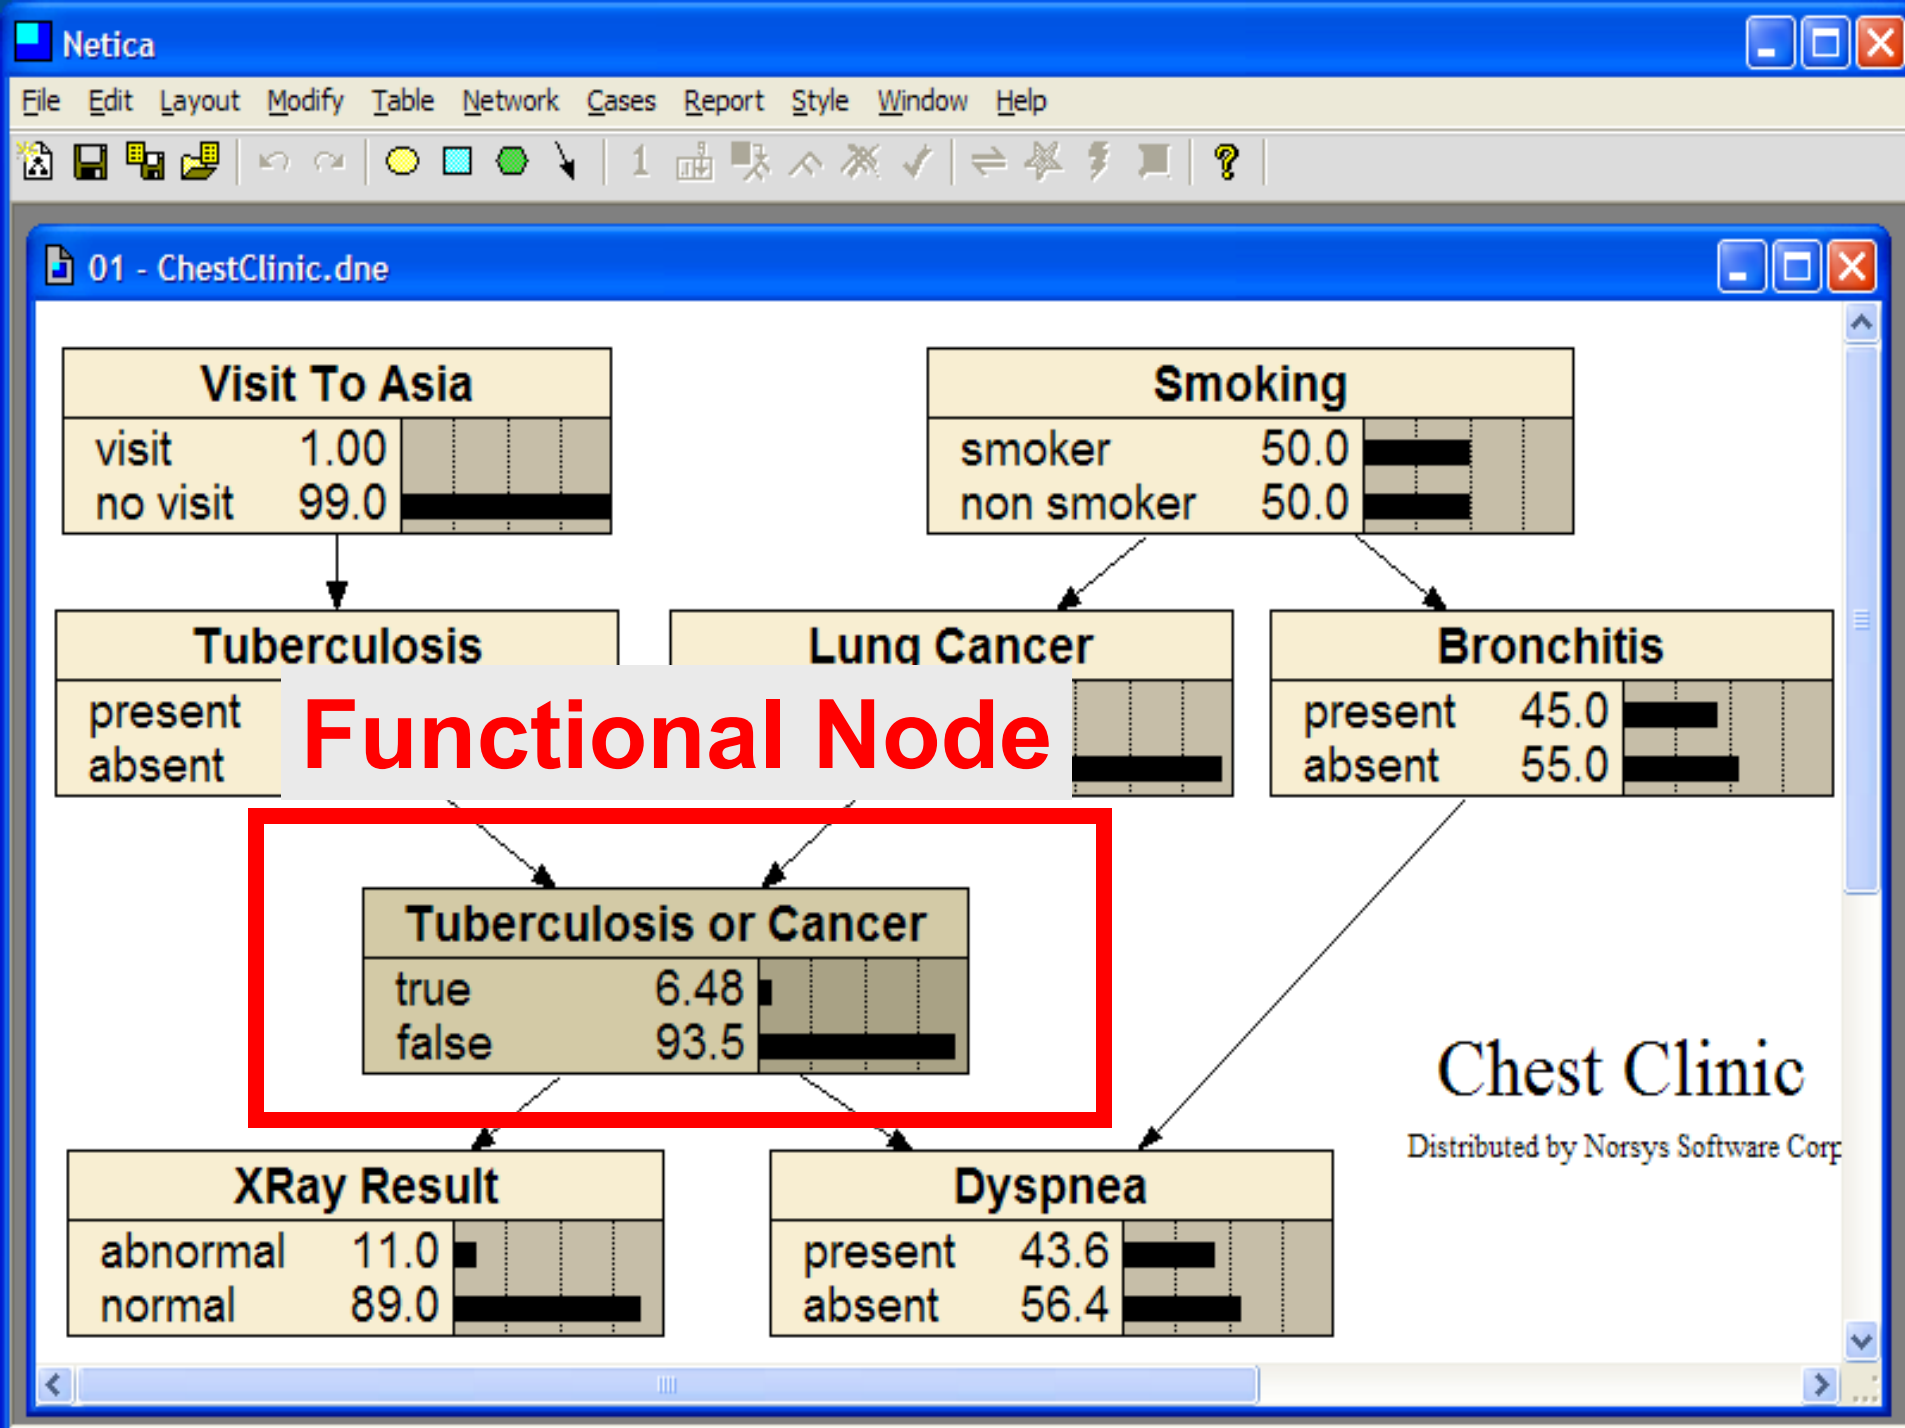 Netica
File Edit Layout Modify Table Network Cases Report Style Window Help
1 ?
01 - ChestClinic.dne
Visit To Asia
visit 1.00
no visit 99.0
Smoking
smoker 50.0
non smoker 50.0
Tuberculosis
present
absent
Lung Cancer
Bronchitis
present 45.0
absent 55.0
Functional Node
Tuberculosis or Cancer
true 6.48
false 93.5
Chest Clinic
Distributed by Norsys Software Corp
XRay Result
abnormal 11.0
normal 89.0
Dyspnea
present 43.6
absent 56.4